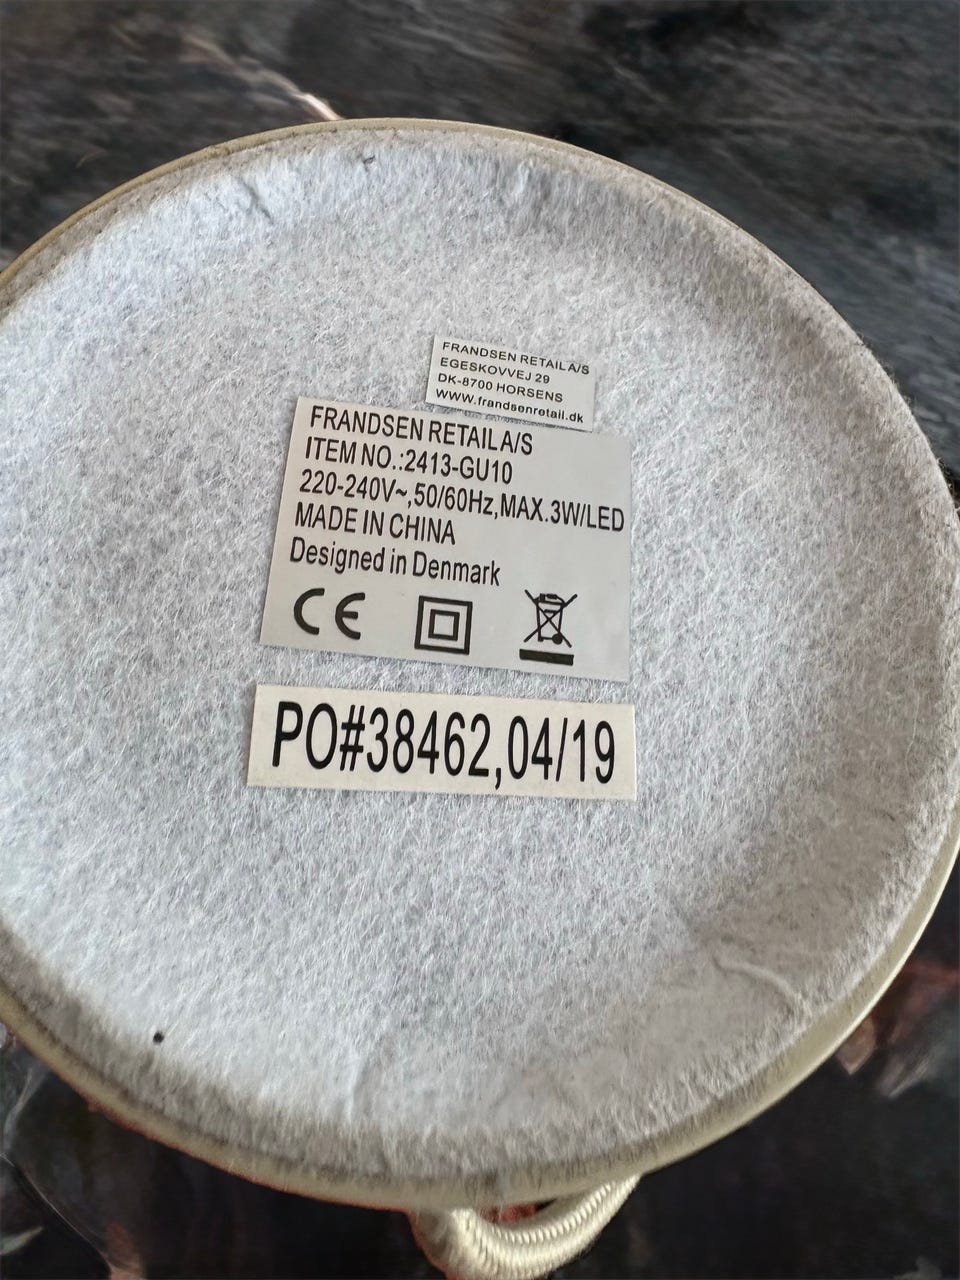 FRANDSEN RETAIL A/S
EGESKOVVEJ 29
DK-8700 HORSENS
www.frandsenretail.dk
FRANDSEN RETAIL A/S
ITEM NO.:2413-GU10
220-240V~,50/60Hz,MAX.3W/LED
MADE IN CHINA
Designed in Denmark
CE
PO#38462,04/19